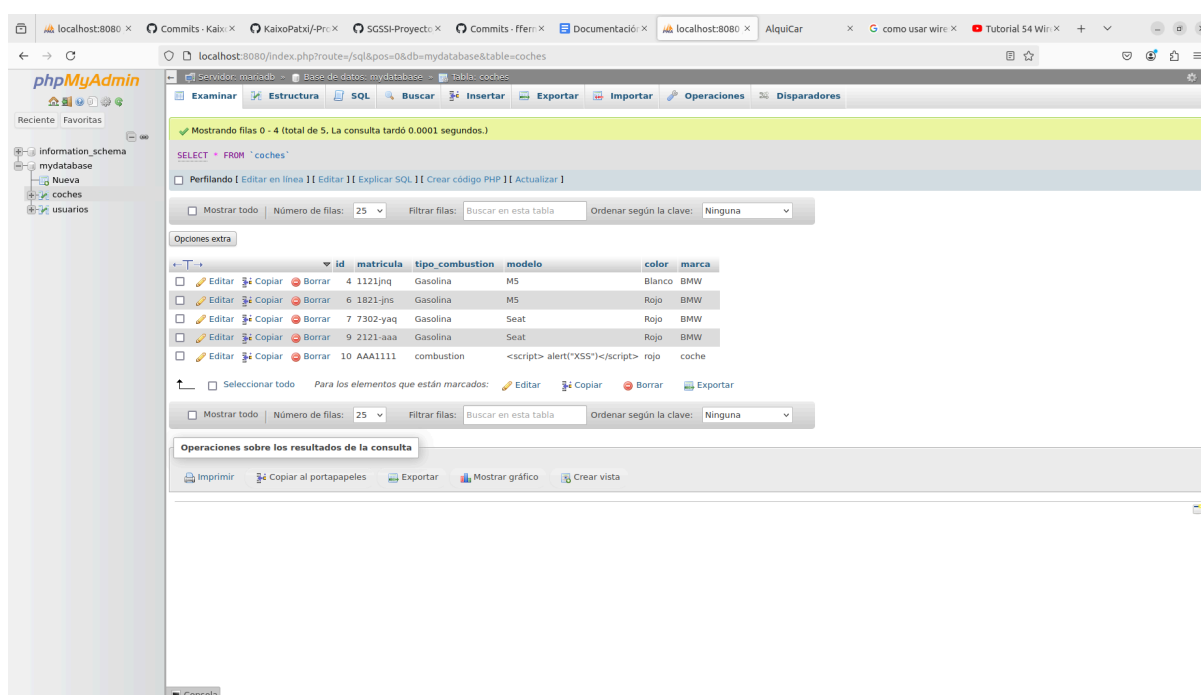 localhost:8080
Commits · Kaix
KaixoPatxi/-Pro
SGSSI-Proyecto
Commits · fferr
Documentación
localhost:8080
AlquiCar
como usar wire
Tutorial 54 Wir
localhost:8080/index.php?route=/sql&pos=0&db=mydatabase&table=coches
phpMyAdmin
Reciente Favoritas
information_schema
mydatabase
Nueva
coches
usuarios
Servidor: mariadb » Base de datos: mydatabase » Tabla: coches
Examinar Estructura SQL Buscar Insertar Exportar Importar Operaciones Disparadores
Mostrando filas 0 - 4 (total de 5, La consulta tardó 0.0001 segundos.)
SELECT * FROM `coches`
Perfilando [ Editar en línea ] [ Editar ] [ Explicar SQL ] [ Crear código PHP ] [ Actualizar ]
Mostrar todo | Número de filas: 25 Filtrar filas: Buscar en esta tabla Ordenar según la clave: Ninguna
Opciones extra
←T→ id matricula tipo_combustion modelo color marca
Editar Copiar Borrar 4 1121jnq Gasolina M5 Blanco BMW
Editar Copiar Borrar 6 1821-jns Gasolina M5 Rojo BMW
Editar Copiar Borrar 7 7302-yaq Gasolina Seat Rojo BMW
Editar Copiar Borrar 9 2121-aaa Gasolina Seat Rojo BMW
Editar Copiar Borrar 10 AAA1111 combustion <script> alert("XSS")</script> rojo coche
Seleccionar todo Para los elementos que están marcados: Editar Copiar Borrar Exportar
Mostrar todo | Número de filas: 25 Filtrar filas: Buscar en esta tabla Ordenar según la clave: Ninguna
Operaciones sobre los resultados de la consulta
Imprimir Copiar al portapapeles Exportar Mostrar gráfico Crear vista
Consola